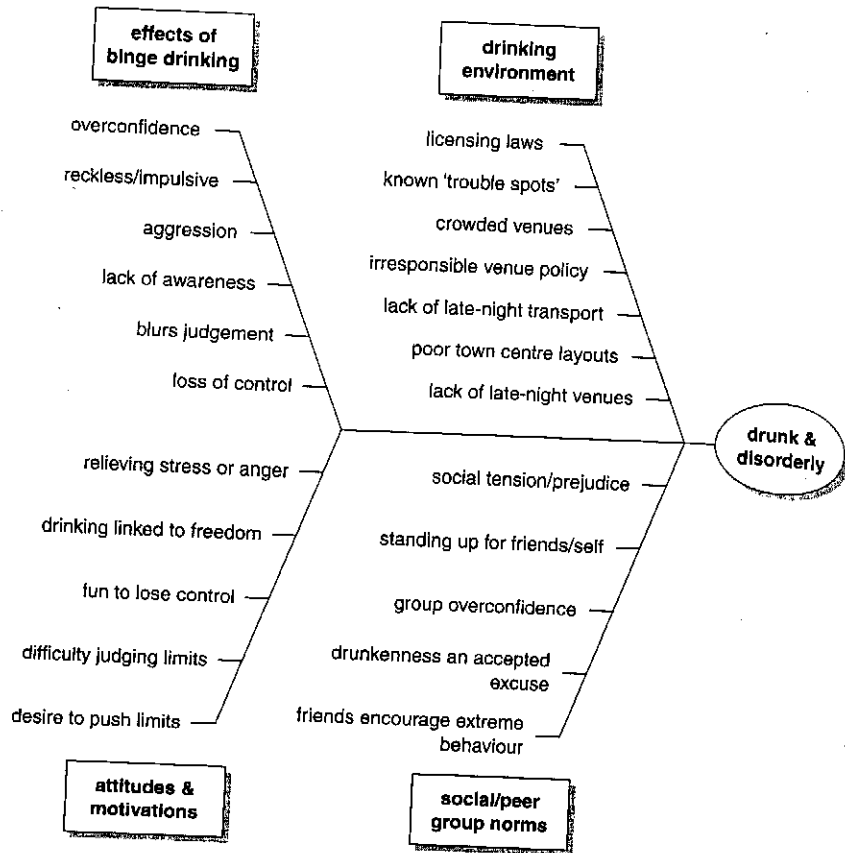 effects of
binge drinking
overconfidence
reckless/impulsive
aggression
lack of awareness
blurs judgement
loss of control
drinking
environment
licensing laws
known 'trouble spots'
crowded venues
irresponsible venue policy
lack of late-night transport
poor town centre layouts
lack of late-night venues
drunk &
disorderly
relieving stress or anger
drinking linked to freedom
fun to lose control
difficulty judging limits
desire to push limits
attitudes &
motivations
social tension/prejudice
standing up for friends/self
group overconfidence
drunkenness an accepted
excuse
friends encourage extreme
behaviour
social/peer
group norms